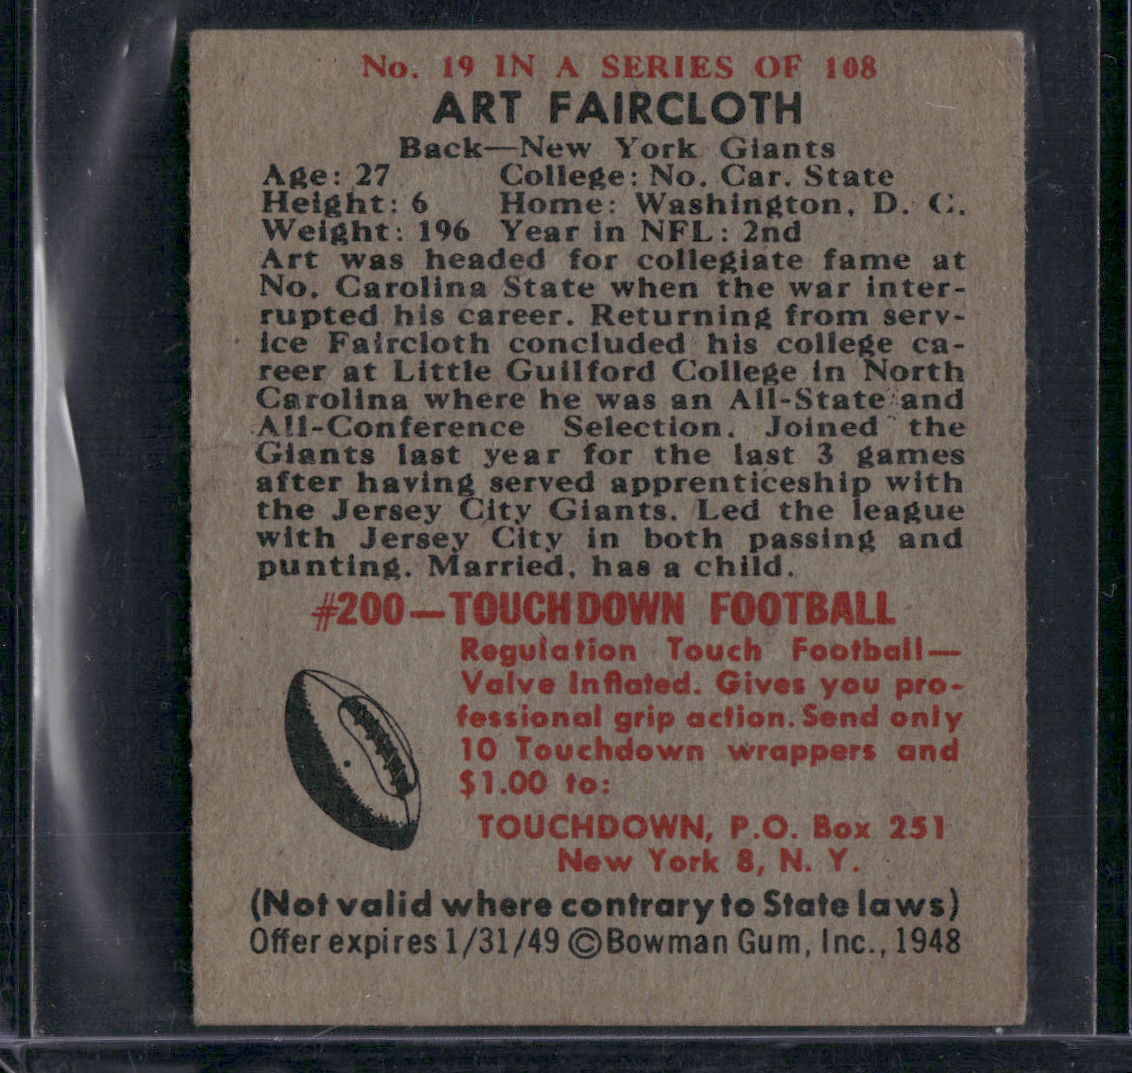 No. 19 IN A SERIES OF 108
ART FAIRCLOTH
Back—New York Giants
Age: 27 College: No. Car. State
Height: 6 Home: Washington, D. C.
Weight: 196 Year in NFL: 2nd
Art was headed for collegiate fame at
No. Carolina State when the war inter-
rupted his career. Returning from serv-
ice Faircloth concluded his college ca-
reer at Little Guilford College in North
Carolina where he was an All-State and
All-Conference Selection. Joined the
Giants last year for the last 3 games
after having served apprenticeship with
the Jersey City Giants. Led the league
with Jersey City in both passing and
punting. Married, has a child.
#200—TOUCHDOWN FOOTBALL
Regulation Touch Football—
Valve Inflated. Gives you pro-
fessional grip action. Send only
10 Touchdown wrappers and
$1.00 to:
TOUCHDOWN, P.O. Box 251
New York 8, N. Y.
(Not valid where contrary to State laws)
Offer expires 1/31/49 ©Bowman Gum, Inc., 1948